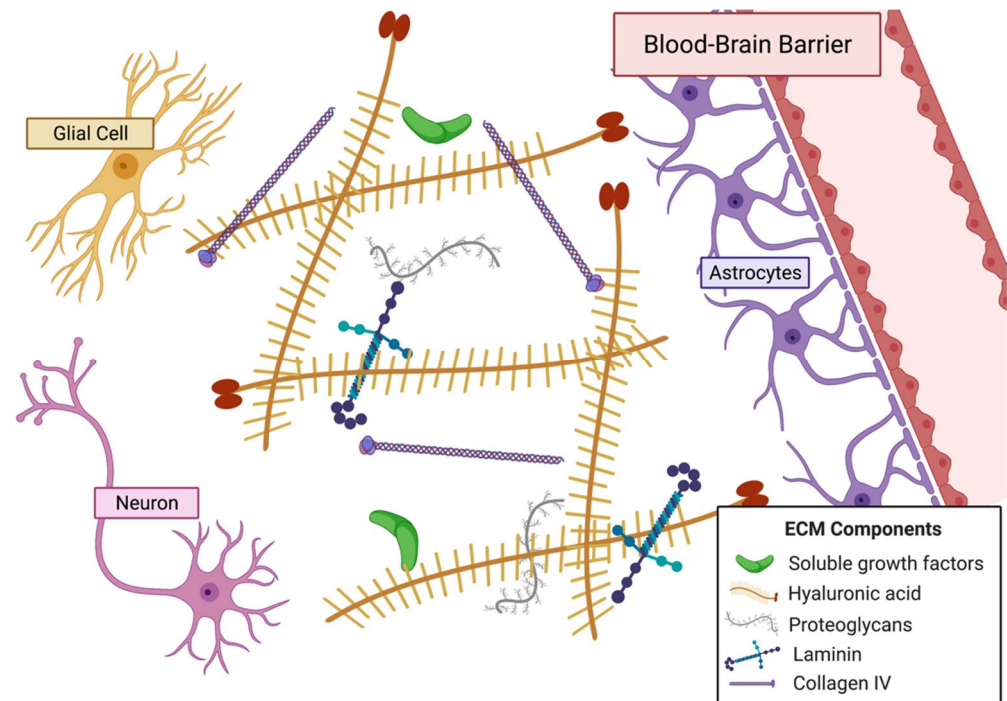 Blood-Brain Barrier
Glial Cell
Astrocytes
Neuron
ECM Components
Soluble growth factors
Hyaluronic acid
Proteoglycans
Laminin
Collagen IV